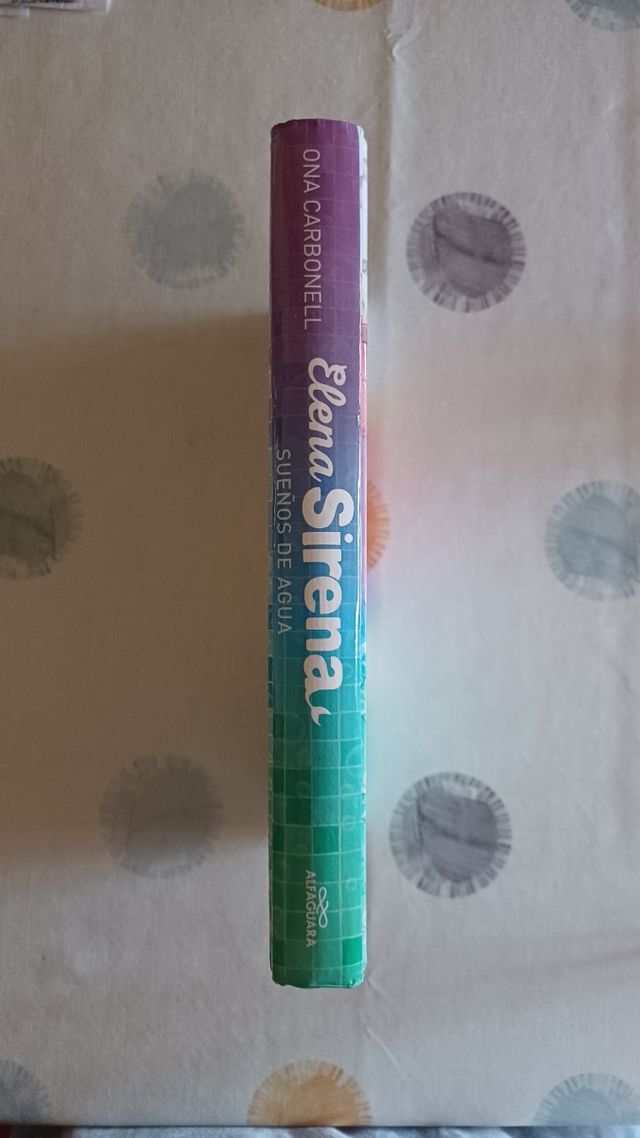 ONA CARBONELL
Elena Sirena
SUEÑOS DE AGUA
ALFAGUARA